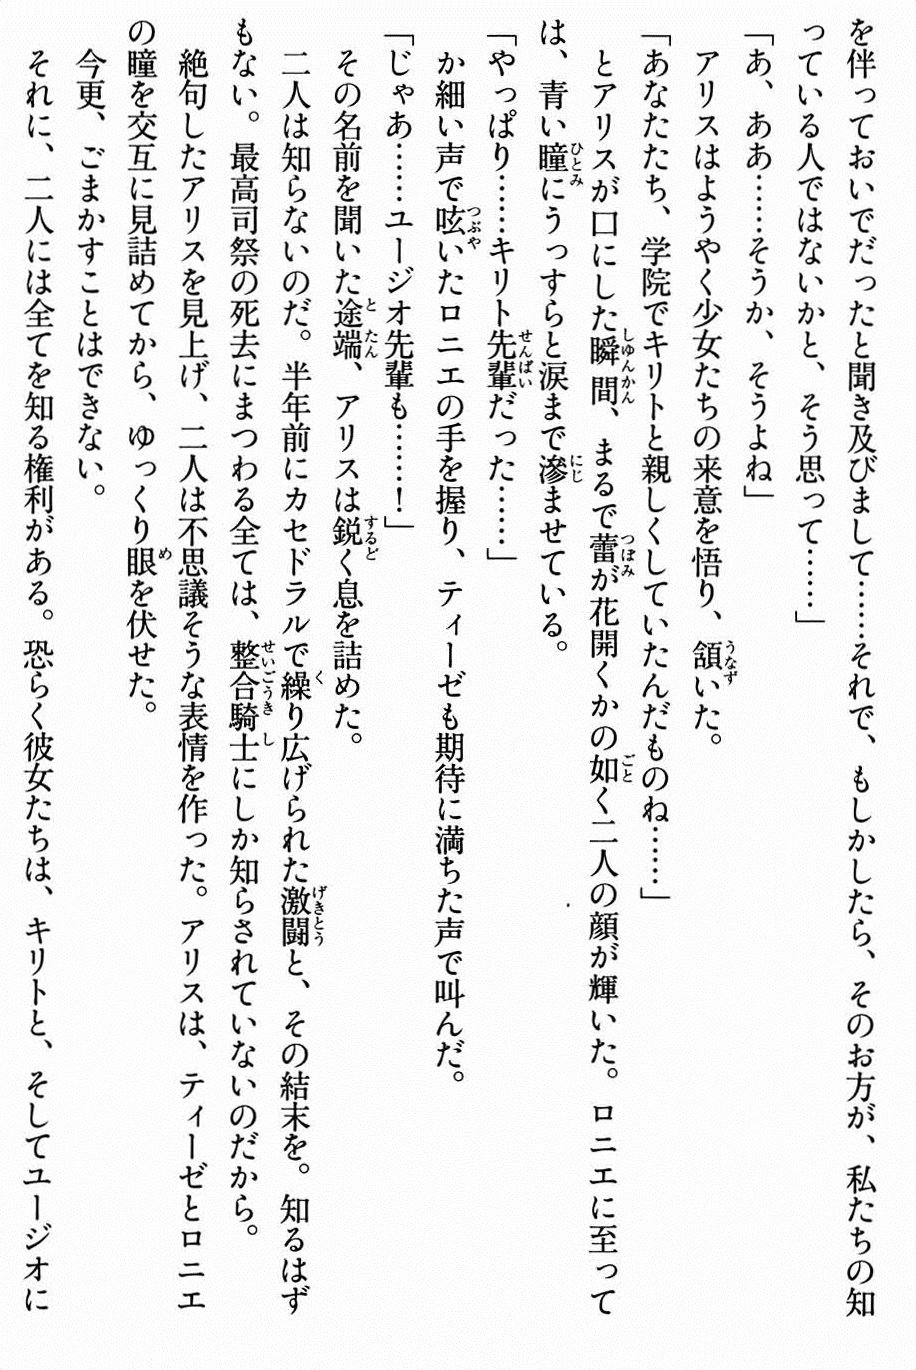 を伴っておいでだったと聞き及びまして……それで、もしかしたら、そのお方が、私たちの知
っている人ではないかと、そう思って……」
「あ、ああ……そうか、そうよね」
アリスはようやく少女たちの来意を悟り、頷いた。
「あなたたち、学院でキリトと親しくしていたんだものね……」
とアリスが口にした瞬間、まるで蕾が花開くかの如く二人の顔が輝いた。ロニエに至って
は、青い瞳にうっすらと涙まで滲ませている。
「やっぱり……キリト先輩だった……」
か細い声で呟いたロニエの手を握り、ティーゼも期待に満ちた声で叫んだ。
「じゃあ……ユージオ先輩も……！」
その名前を聞いた途端、アリスは鋭く息を詰めた。
二人は知らないのだ。半年前にカセドラルで繰り広げられた激闘と、その結末を。知るはず
もない。最高司祭の死去にまつわる全ては、整合騎士にしか知らされていないのだから。
絶句したアリスを見上げ、二人は不思議そうな表情を作った。アリスは、ティーゼとロニエ
の瞳を交互に見詰めてから、ゆっくり眼を伏せた。
今更、ごまかすことはできない。
それに、二人には全てを知る権利がある。恐らく彼女たちは、キリトと、そしてユージオに